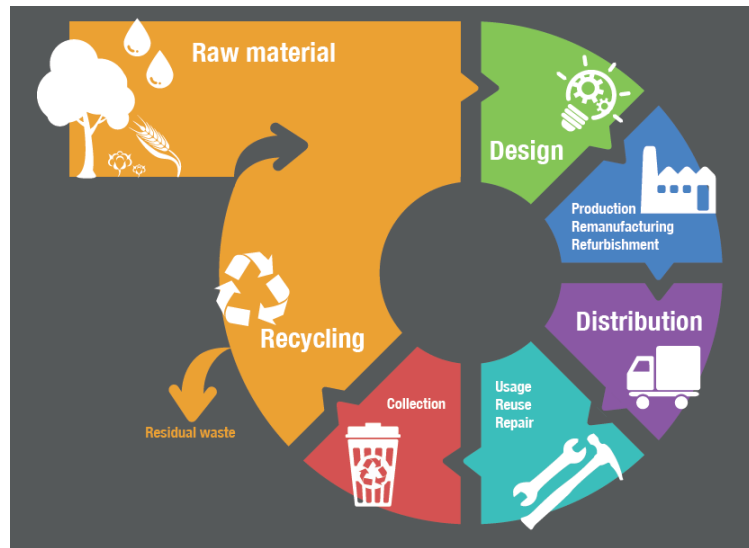 Raw material
Design
Production
Remanufacturing
Refurbishment
Distribution
Usage
Reuse
Repair
Collection
Recycling
Residual waste